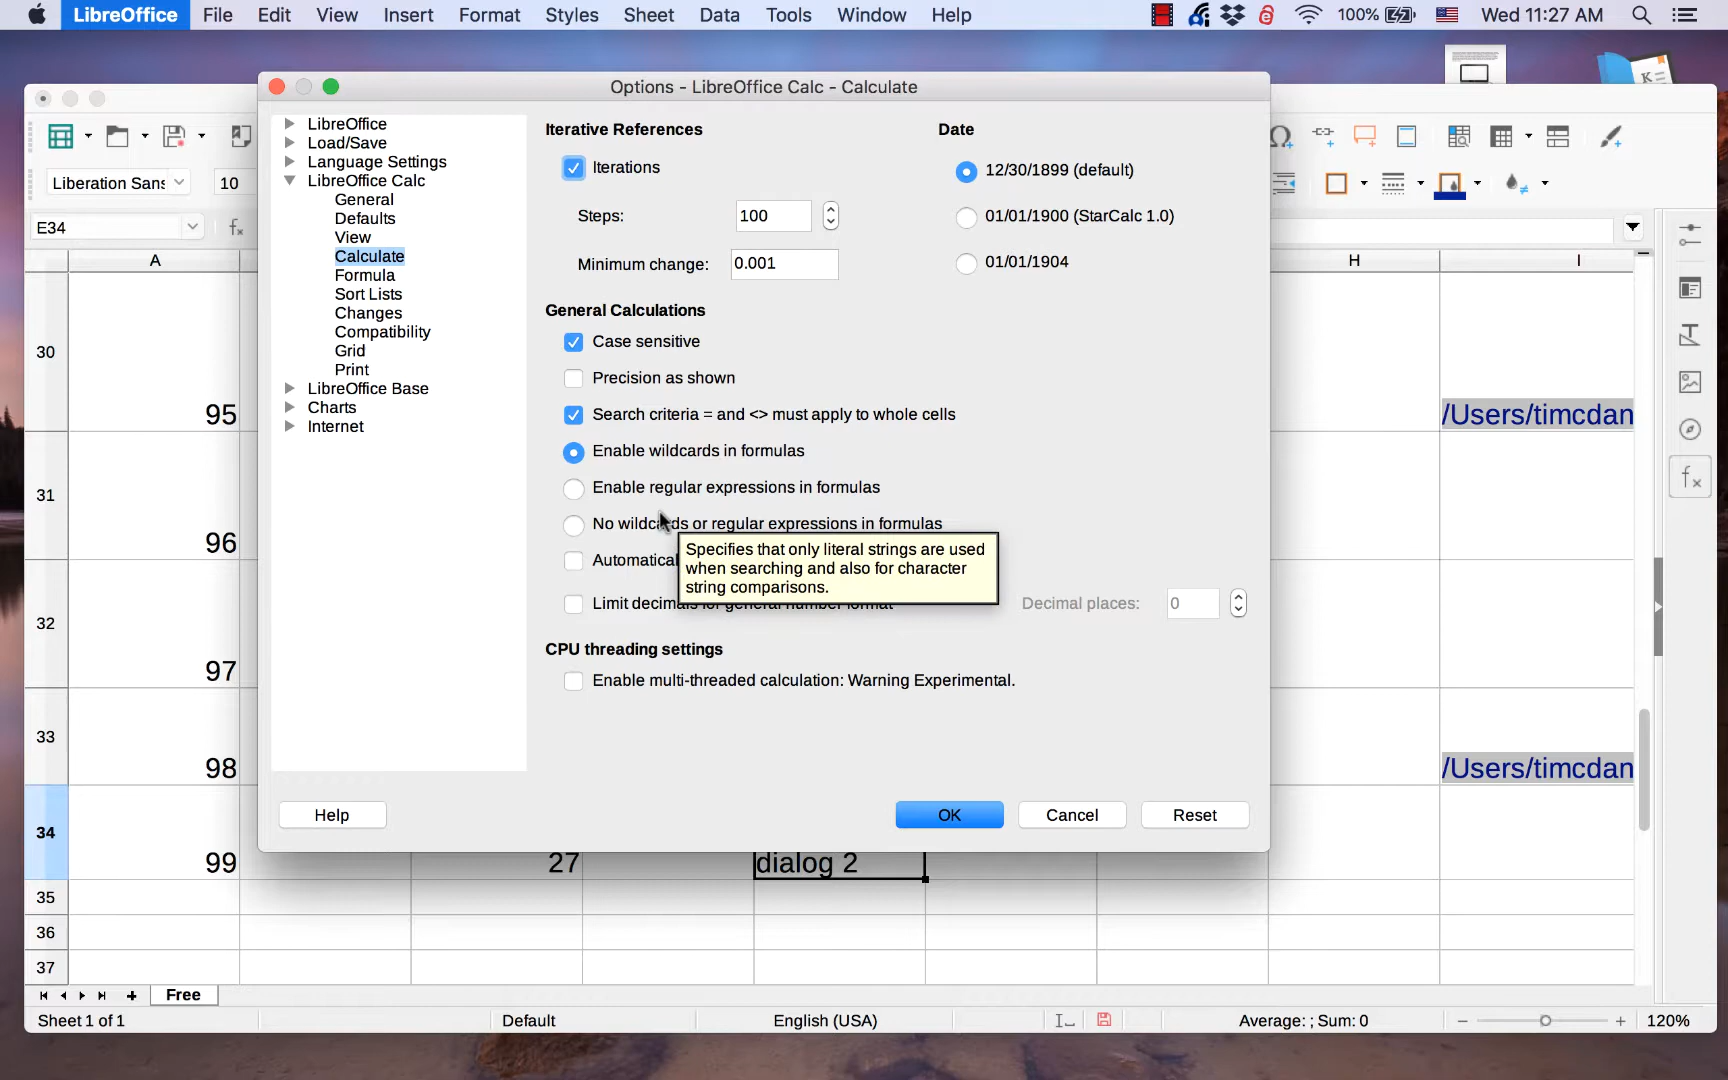 LibreOffice File Edit View Insert Format Styles Sheet Data Tools Window Help 100% Wed 11:27 AM
Options - LibreOffice Calc - Calculate
LibreOffice
Load/Save
Language Settings
LibreOffice Calc
General
Defaults
View
Calculate
Formula
Sort Lists
Changes
Compatibility
Grid
Print
LibreOffice Base
Charts
Internet
Iterative References
Iterations
Steps: 100
Minimum change: 0.001
Date
12/30/1899 (default)
01/01/1900 (StarCalc 1.0)
01/01/1904
General Calculations
Case sensitive
Precision as shown
Search criteria = and <> must apply to whole cells
Enable wildcards in formulas
Enable regular expressions in formulas
No wildcards or regular expressions in formulas
Specifies that only literal strings are used
when searching and also for character
string comparisons.
Limit decimals for general number format
Decimal places: 0
CPU threading settings
Enable multi-threaded calculation: Warning Experimental.
Help OK Cancel Reset
Liberation Sans 10
E34
A H I
30 95 /Users/timcdan
31 96
32 97
33 98 /Users/timcdan
34 99 27 dialog 2
35
36
37
Free
Sheet 1 of 1 Default English (USA) Average: ; Sum: 0 120%